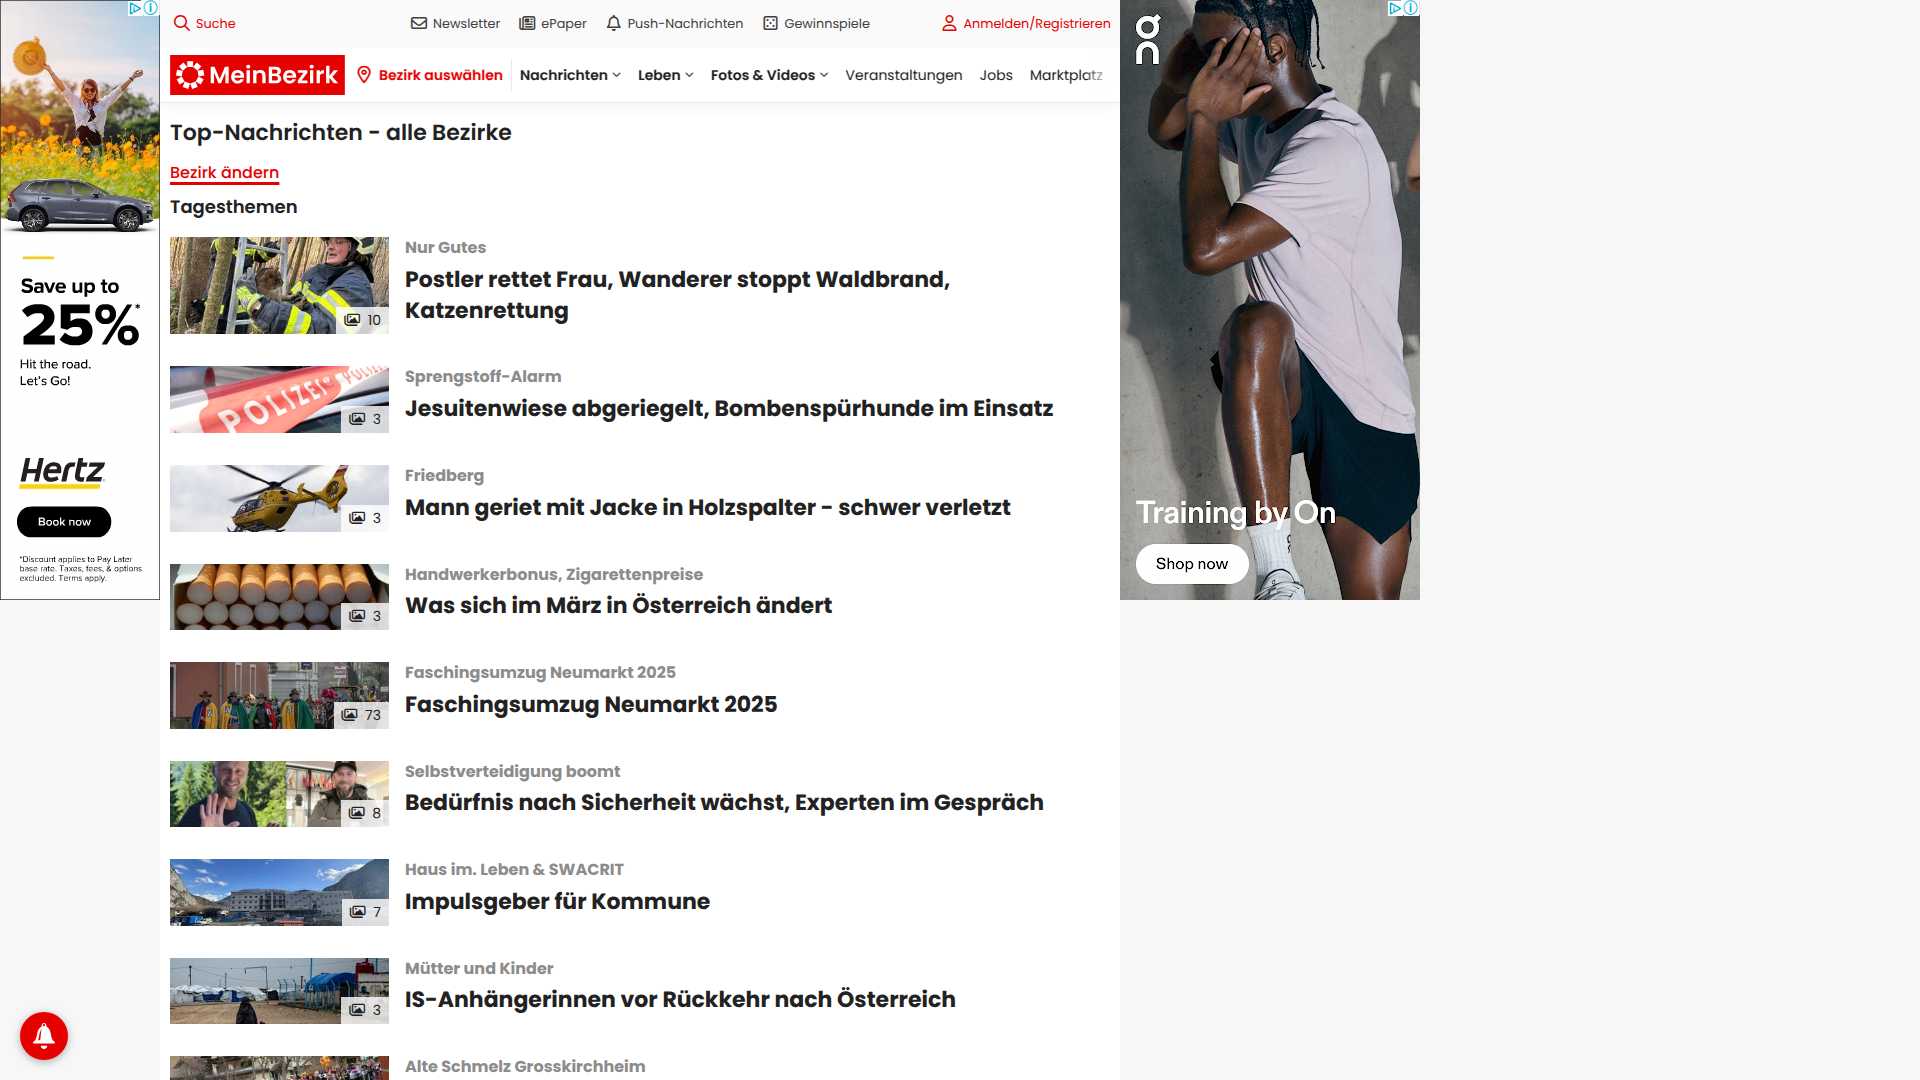 Suche
Newsletter
ePaper
Push-Nachrichten
Gewinnspiele
Anmelden/Registrieren
MeinBezirk
Bezirk auswählen
Nachrichten
Leben
Fotos & Videos
Veranstaltungen
Jobs
Marktplatz
Top-Nachrichten - alle Bezirke
Bezirk ändern
Tagesthemen
10
Nur Gutes
Postler rettet Frau, Wanderer stoppt Waldbrand,
Katzenrettung
POLIZEI
3
Sprengstoff-Alarm
Jesuitenwiese abgeriegelt, Bombenspürhunde im Einsatz
3
Friedberg
Mann geriet mit Jacke in Holzspalter - schwer verletzt
3
Handwerkerbonus, Zigarettenpreise
Was sich im März in Österreich ändert
73
Faschingsumzug Neumarkt 2025
Faschingsumzug Neumarkt 2025
8
Selbstverteidigung boomt
Bedürfnis nach Sicherheit wächst, Experten im Gespräch
7
Haus im. Leben & SWACRIT
Impulsgeber für Kommune
3
Mütter und Kinder
IS-Anhängerinnen vor Rückkehr nach Österreich
Alte Schmelz Grosskirchheim
Save up to
25%*
Hit the road.
Let's Go!
Hertz
Book now
*Discount applies to Pay Later
base rate. Taxes, fees, & options
excluded. Terms apply.
on
Training by On
Shop now